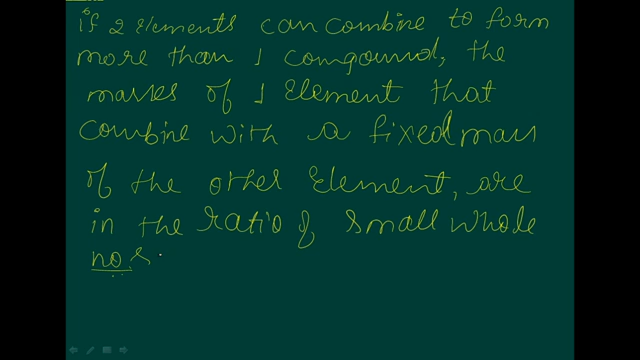 if 2 Elements can combine to form
more than 1 compound, the
masses of 1 Element that
combine with a fixed mass
of the other Element, are
in the ratio of small whole
no.s.